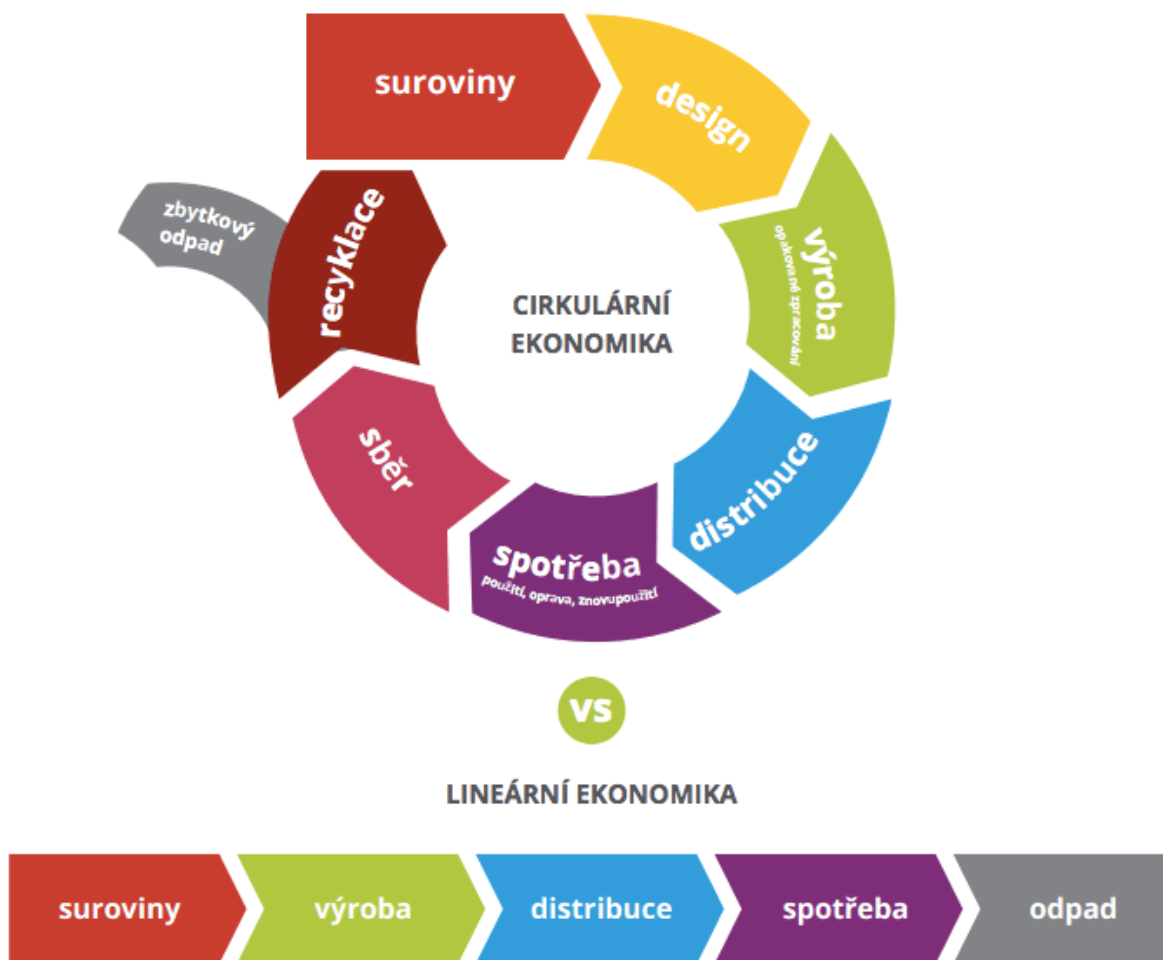 suroviny
design
výroba
opakované zpracování
distribuce
spotřeba
použití, oprava, znovupoužití
sběr
recyklace
zbytkový
odpad
CIRKULÁRNÍ
EKONOMIKA
VS
LINEÁRNÍ EKONOMIKA
suroviny
výroba
distribuce
spotřeba
odpad